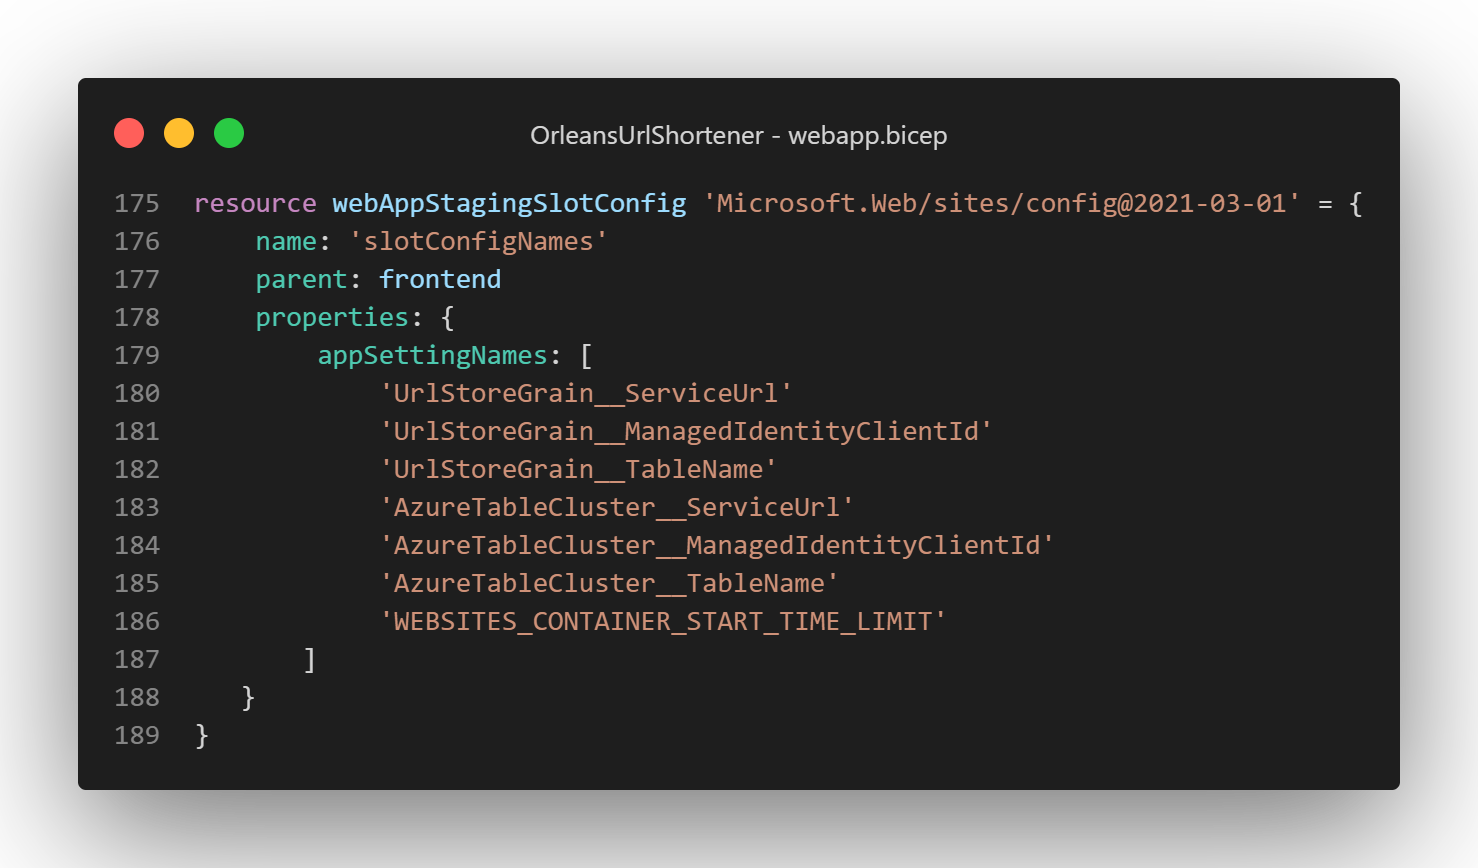 OrleansUrlShortener - webapp.bicep
175 resource webAppStagingSlotConfig 'Microsoft.Web/sites/config@2021-03-01' = {
176     name: 'slotConfigNames'
177     parent: frontend
178     properties: {
179         appSettingNames: [
180             'UrlStoreGrain__ServiceUrl'
181             'UrlStoreGrain__ManagedIdentityClientId'
182             'UrlStoreGrain__TableName'
183             'AzureTableCluster__ServiceUrl'
184             'AzureTableCluster__ManagedIdentityClientId'
185             'AzureTableCluster__TableName'
186             'WEBSITES_CONTAINER_START_TIME_LIMIT'
187        ]
188    }
189 }